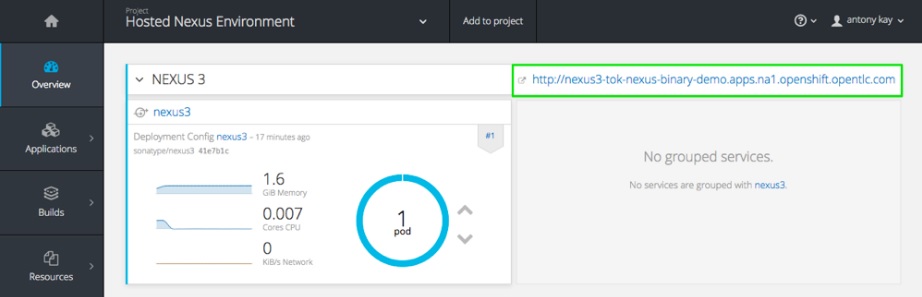 Project
Hosted Nexus Environment
Add to project
antony kay
Overview
Applications
Builds
Resources
NEXUS 3
http://nexus3-tok-nexus-binary-demo.apps.na1.openshift.opentlc.com
nexus3
Deployment Config nexus3 – 17 minutes ago
#1
sonatype/nexus3 41e7b1c
1.6
GiB Memory
0.007
Cores CPU
0
KiB/s Network
1
pod
No grouped services.
No services are grouped with nexus3.